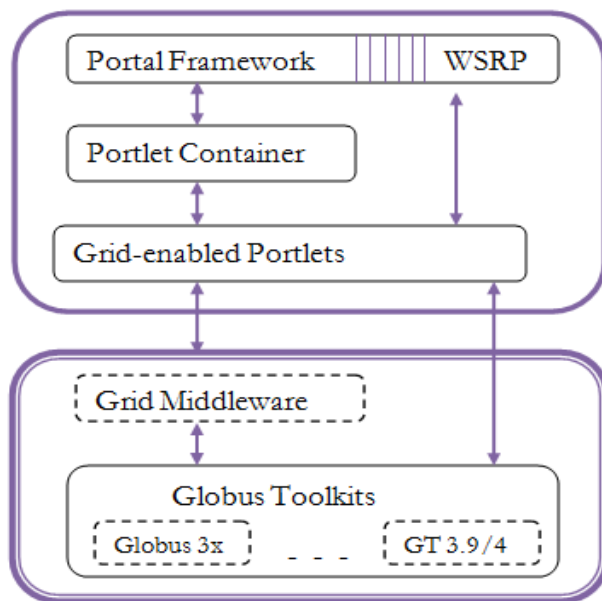 Portal Framework WSRP
Portlet Container
Grid-enabled Portlets
Grid Middleware
Globus Toolkits
Globus 3x - - - GT 3.9/4